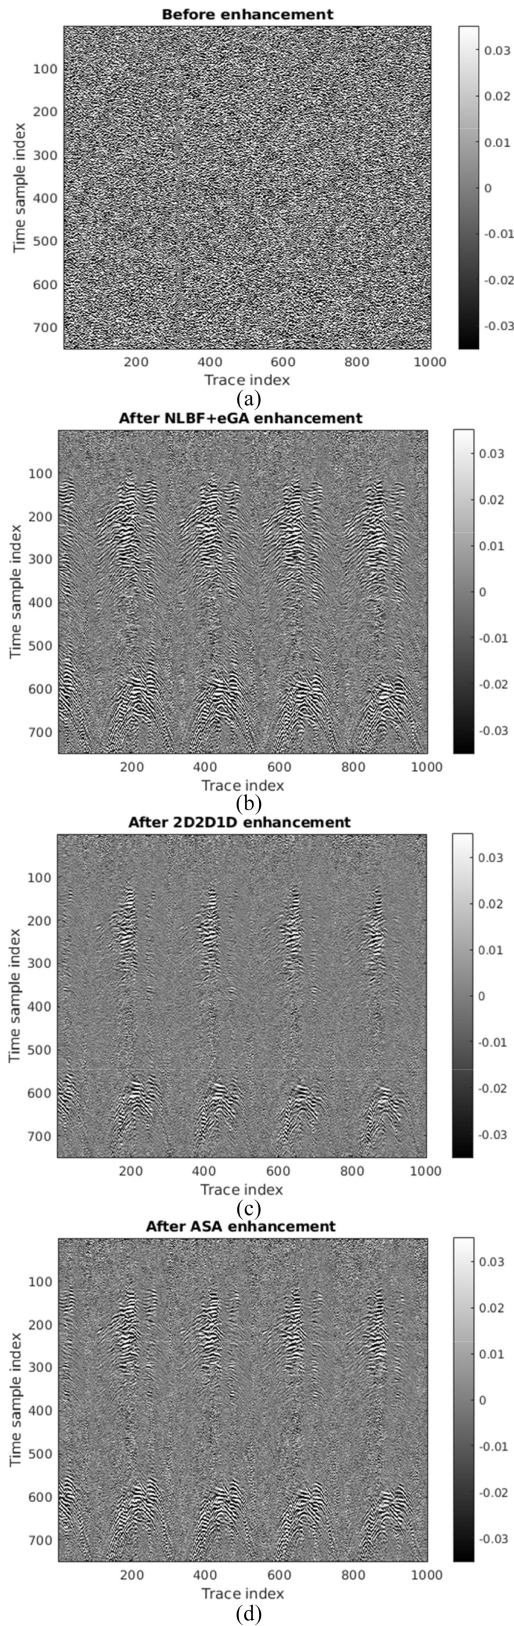 Before enhancement
Time sample index
100
200
300
400
500
600
700
200 400 600 800 1000
Trace index
0.03
0.02
0.01
0
-0.01
-0.02
-0.03
(a)
After NLBF+eGA enhancement
Time sample index
100
200
300
400
500
600
700
200 400 600 800 1000
Trace index
0.03
0.02
0.01
0
-0.01
-0.02
-0.03
(b)
After 2D2D1D enhancement
Time sample index
100
200
300
400
500
600
700
200 400 600 800 1000
Trace index
0.03
0.02
0.01
0
-0.01
-0.02
-0.03
(c)
After ASA enhancement
Time sample index
100
200
300
400
500
600
700
200 400 600 800 1000
Trace index
0.03
0.02
0.01
0
-0.01
-0.02
-0.03
(d)